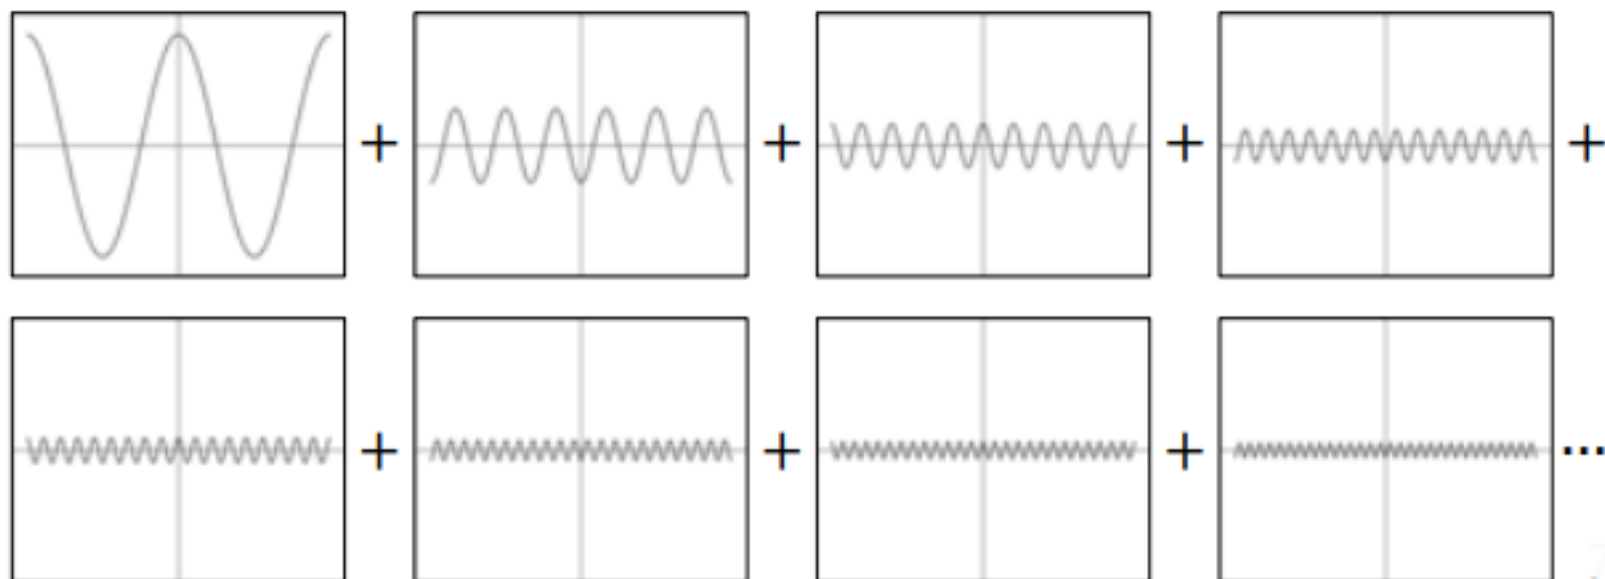 + + + +
+ + + ...